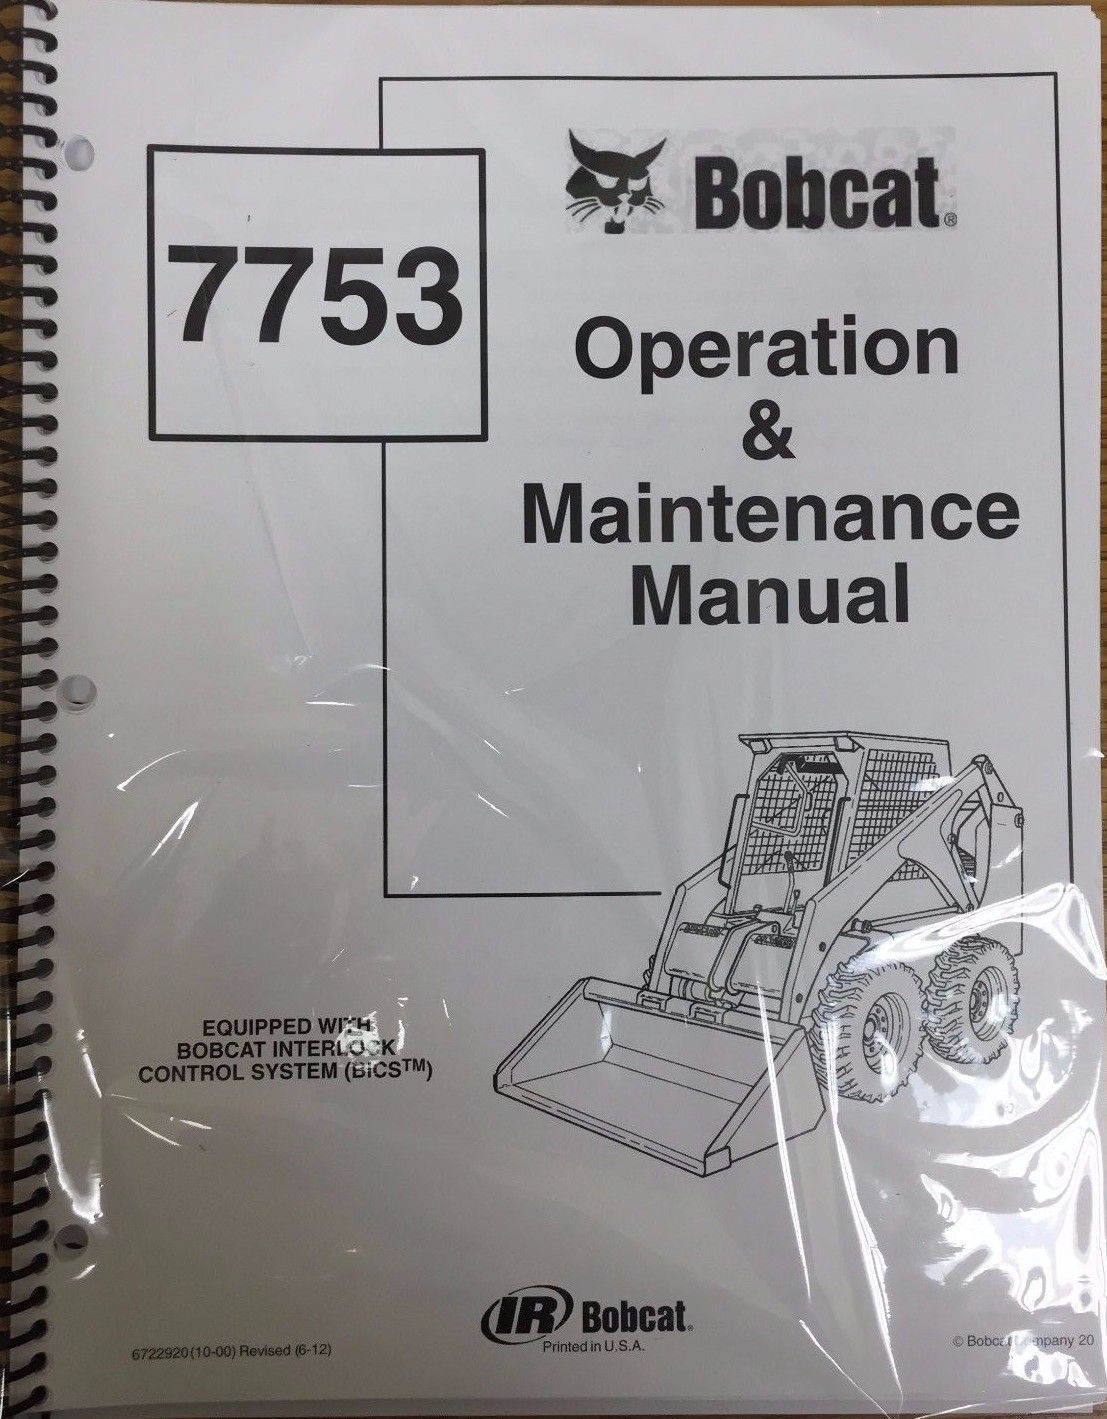 Bobcat®
7753
Operation
&
Maintenance
Manual
EQUIPPED WITH
BOBCAT INTERLOCK
CONTROL SYSTEM (BICS™)
IR Bobcat®
Printed in U.S.A.
6722920 (10-00) Revised (6-12)
© Bobcat Company 20